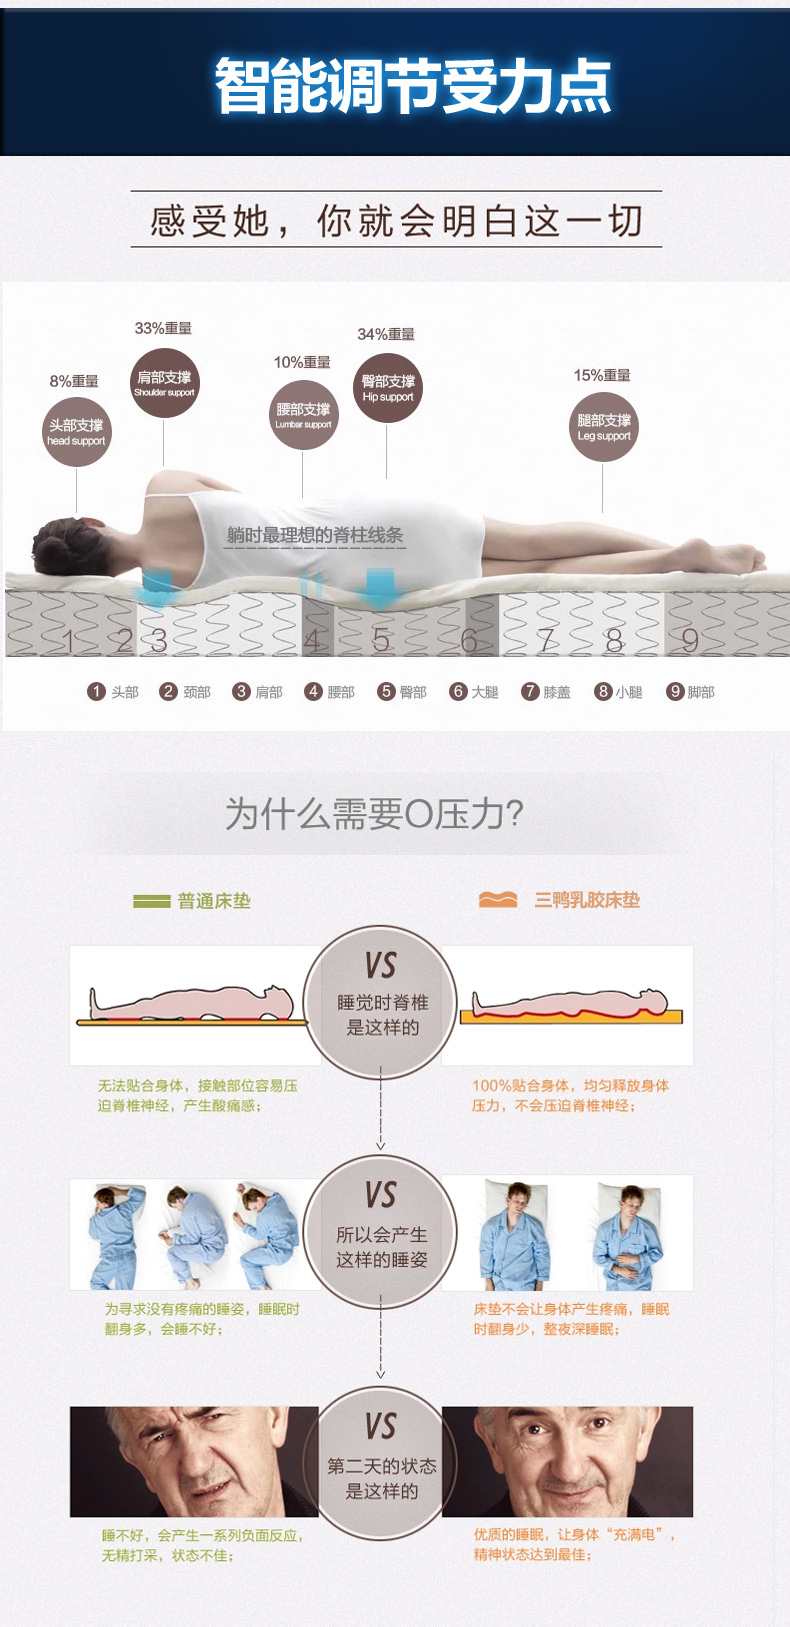 智能调节受力点
感受她，你就会明白这一切
33%重量
34%重量
10%重量
15%重量
8%重量
肩部支撑
Shoulder support
臀部支撑
Hip support
腰部支撑
Lumbar support
腿部支撑
Leg support
头部支撑
head support
躺时最理想的脊柱线条
1 2 3 4 5 6 7 8 9
1 头部 2 颈部 3 肩部 4 腰部 5 臀部 6 大腿 7 膝盖 8 小腿 9 脚部
为什么需要O压力?
普通床垫
三鸭乳胶床垫
VS
睡觉时脊椎
是这样的
无法贴合身体，接触部位容易压
迫脊椎神经，产生酸痛感；
100%贴合身体，均匀释放身体
压力，不会压迫脊椎神经；
VS
所以会产生
这样的睡姿
为寻求没有疼痛的睡姿，睡眠时
翻身多，会睡不好；
床垫不会让身体产生疼痛，睡眠
时翻身少，整夜深睡眠；
VS
第二天的状态
是这样的
睡不好，会产生一系列负面反应，
无精打采，状态不佳；
优质的睡眠，让身体“充满电”，
精神状态达到最佳；